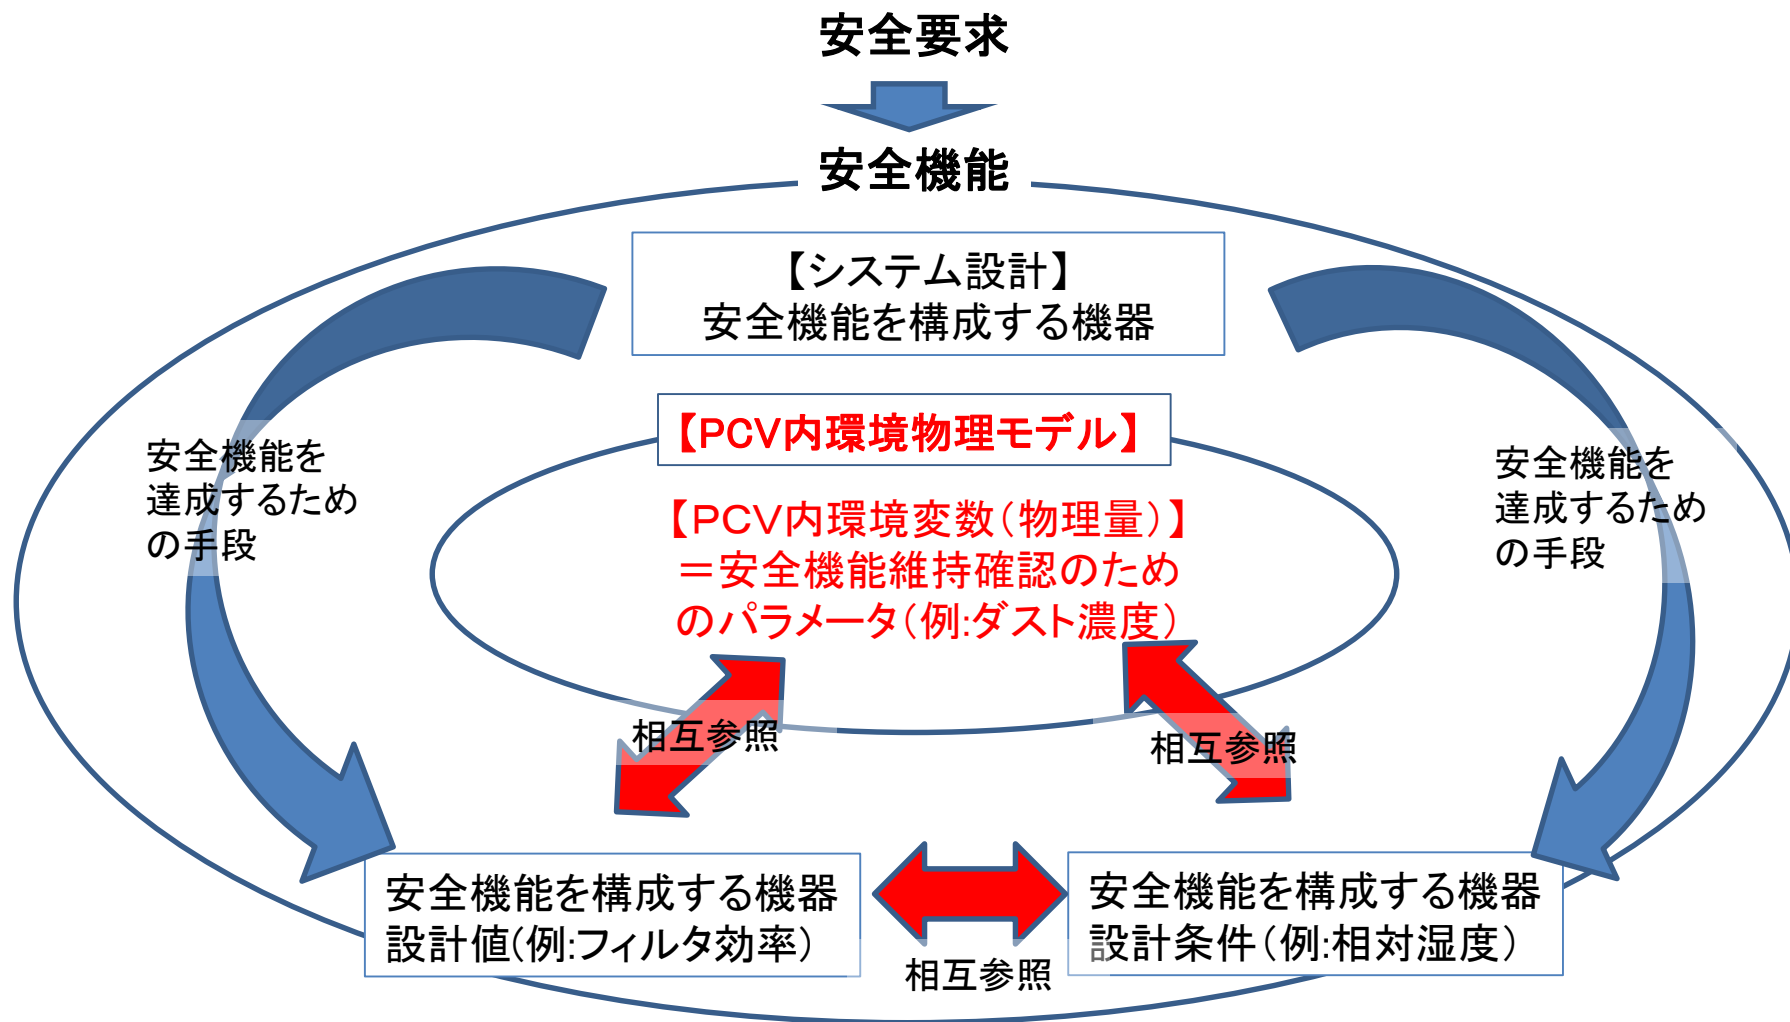 安全要求
安全機能
【システム設計】
安全機能を構成する機器
【PCV内環境物理モデル】
【ＰＣＶ内環境変数（物理量）】
＝安全機能維持確認のため
のパラメータ（例:ダスト濃度）
安全機能を
達成するため
の手段
安全機能を
達成するため
の手段
相互参照
相互参照
安全機能を構成する機器
設計値(例:フィルタ効率）
相互参照
安全機能を構成する機器
設計条件（例:相対湿度）